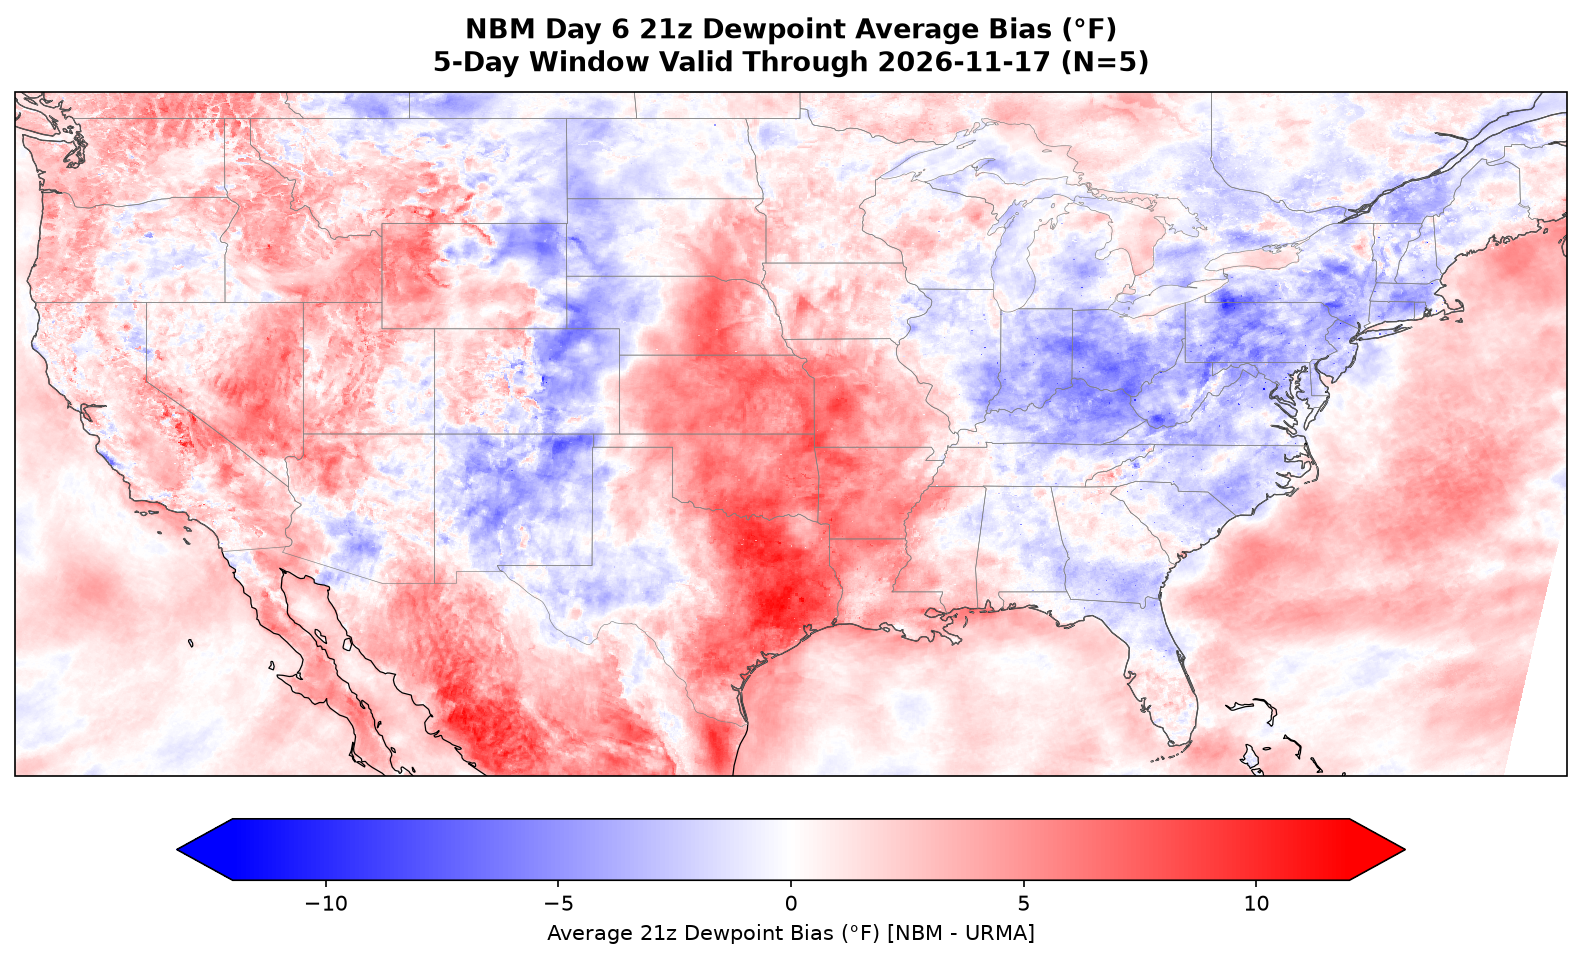 NBM Day 6 21z Dewpoint Average Bias (°F)
5-Day Window Valid Through 2026-11-17 (N=5)
−10 −5 0 5 10
Average 21z Dewpoint Bias (°F) [NBM - URMA]